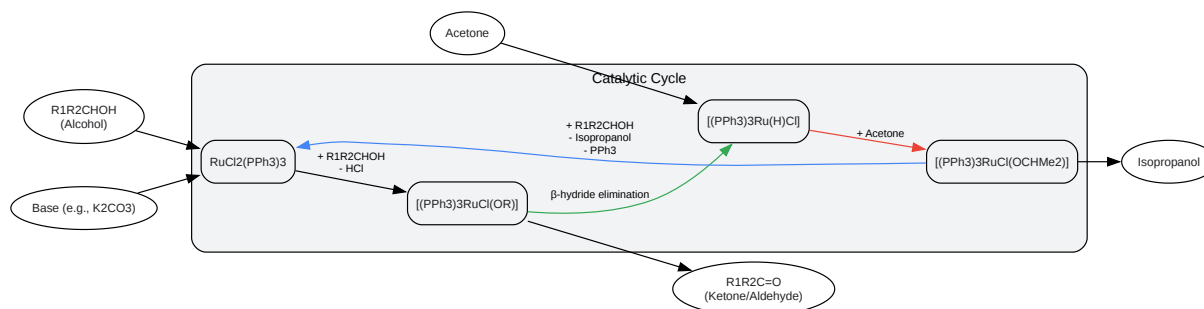 Acetone
Catalytic Cycle
R1R2CHOH
(Alcohol)
[(PPh3)3Ru(H)Cl]
+ R1R2CHOH
- Isopropanol
- PPh3
+ Acetone
RuCl2(PPh3)3
+ R1R2CHOH
- HCl
[(PPh3)3RuCl(OCHMe2)]
Isopropanol
Base (e.g., K2CO3)
[(PPh3)3RuCl(OR)]
β-hydride elimination
R1R2C=O
(Ketone/Aldehyde)